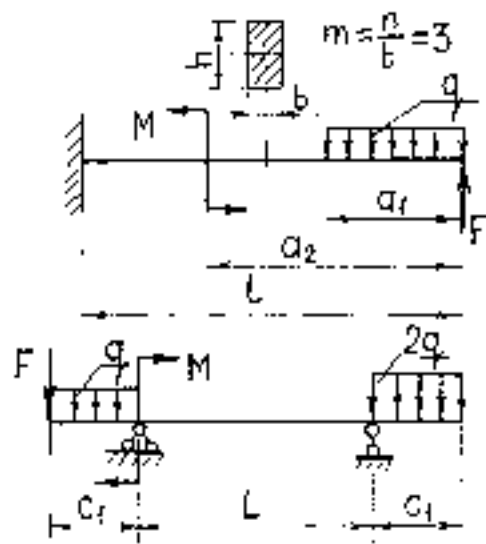 h
b
m = n/b = 3
M
q
a₁
F
a₂
l
F
q
M
2q
c₁
L
c₁